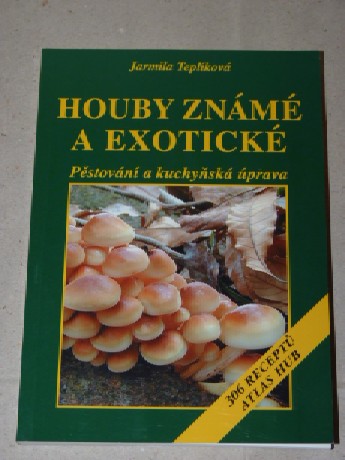 Jarmila Teplíková
HOUBY ZNÁMÉ
A EXOTICKÉ
Pěstování a kuchyňská úprava
306 RECEPTŮ
ATLAS HUB